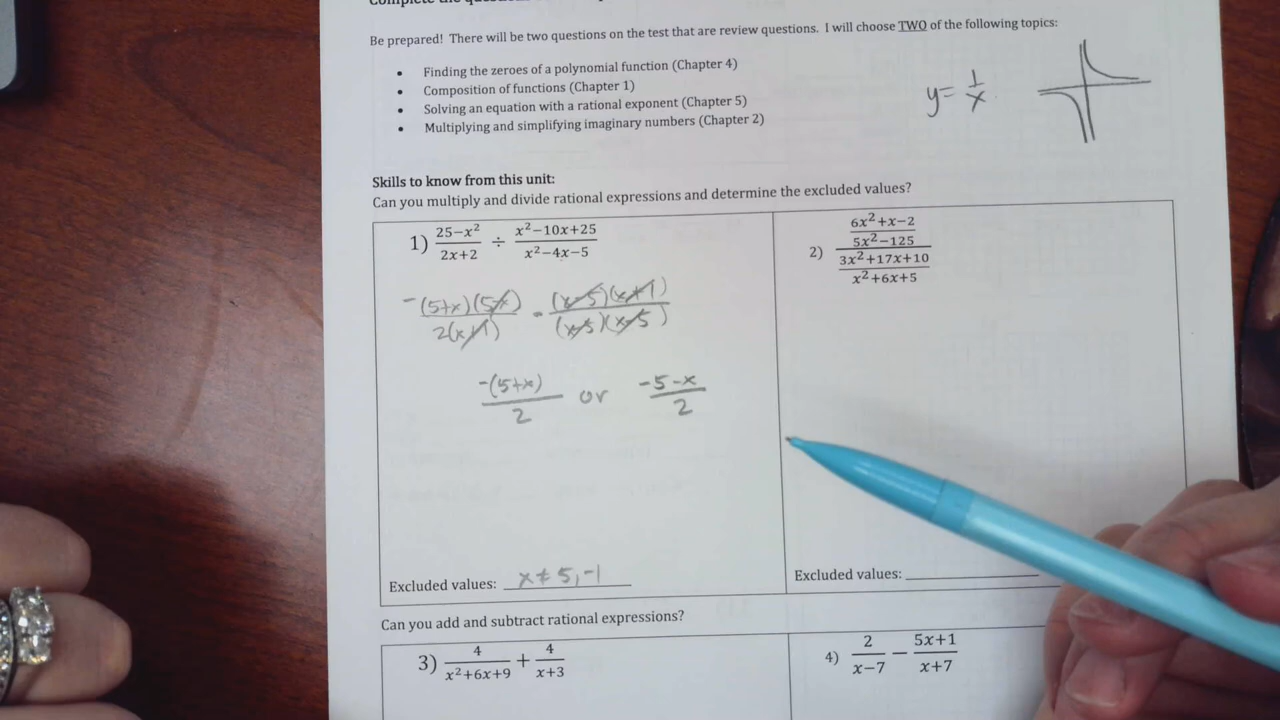 Complete the
Be prepared! There will be two questions on the test that are review questions. I will choose TWO of the following topics:
• Finding the zeroes of a polynomial function (Chapter 4)
• Composition of functions (Chapter 1)
• Solving an equation with a rational exponent (Chapter 5)
• Multiplying and simplifying imaginary numbers (Chapter 2)
y = 1/x
Skills to know from this unit:
Can you multiply and divide rational expressions and determine the excluded values?
1) (25−x²)/(2x+2) ÷ (x²−10x+25)/(x²−4x−5)
-(5+x)(5-x)/2(x+1) · (x-5)(x+1)/(x-5)(x-5)
-(5+x)/2 or -5-x/2
Excluded values: x≠5,-1
2) ((6x²+x−2)/(5x²−125))/((3x²+17x+10)/(x²+6x+5))
Excluded values:
Can you add and subtract rational expressions?
3) 4/(x²+6x+9) + 4/(x+3)
4) 2/(x−7) − (5x+1)/(x+7)